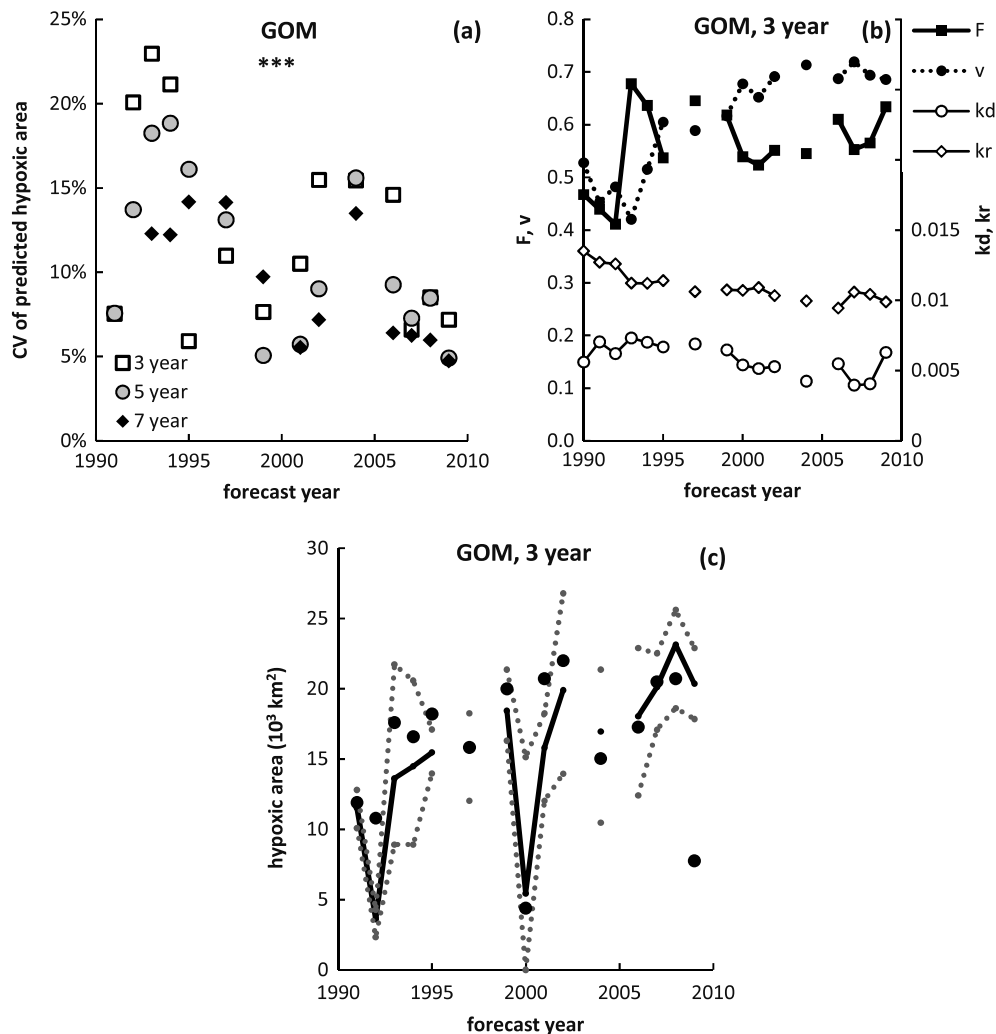 GOM
(a)
***
CV of predicted hypoxic area
25%
20%
15%
10%
5%
0%
3 year
5 year
7 year
1990 1995 2000 2005 2010
forecast year
GOM, 3 year
(b)
F, v
0.8
0.7
0.6
0.5
0.4
0.3
0.2
0.1
0.0
0.015
0.01
0.005
0
kd, kr
F
v
kd
kr
1990 1995 2000 2005 2010
forecast year
GOM, 3 year
(c)
hypoxic area (10³ km²)
30
25
20
15
10
5
0
1990 1995 2000 2005 2010
forecast year